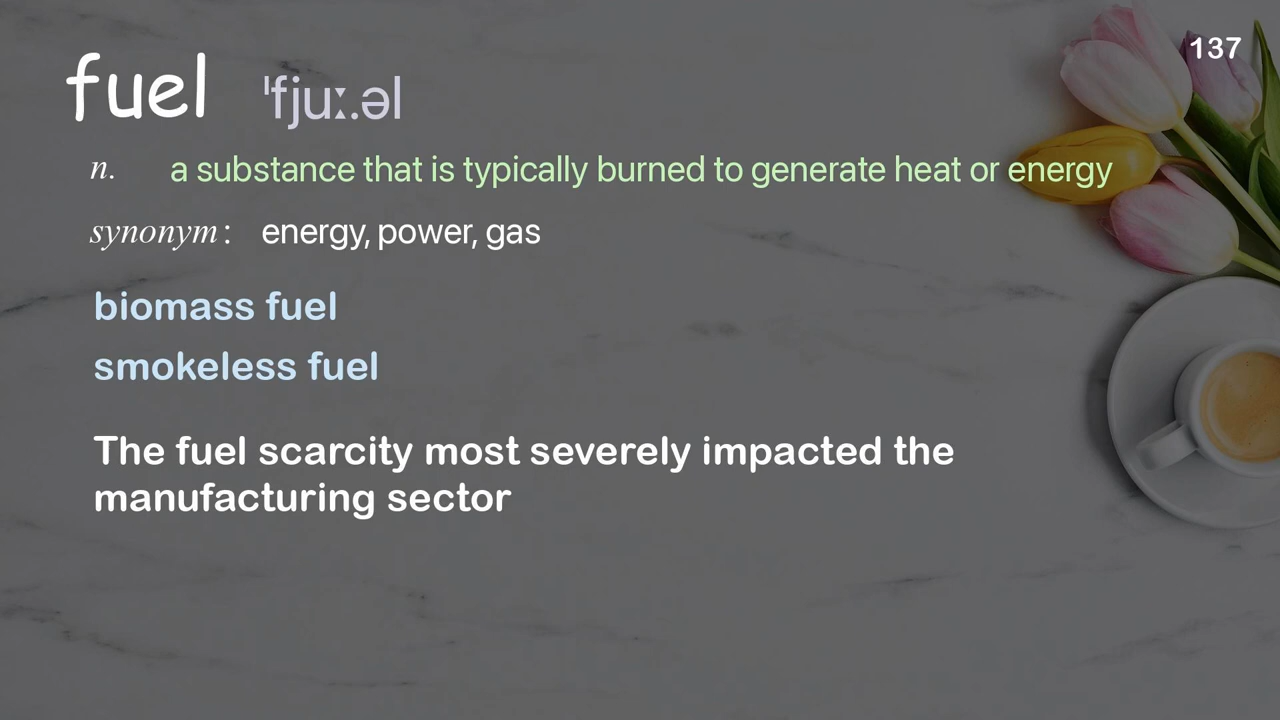 137
fuel ˈfjuː.əl
n. a substance that is typically burned to generate heat or energy
synonym: energy, power, gas
biomass fuel
smokeless fuel
The fuel scarcity most severely impacted the
manufacturing sector